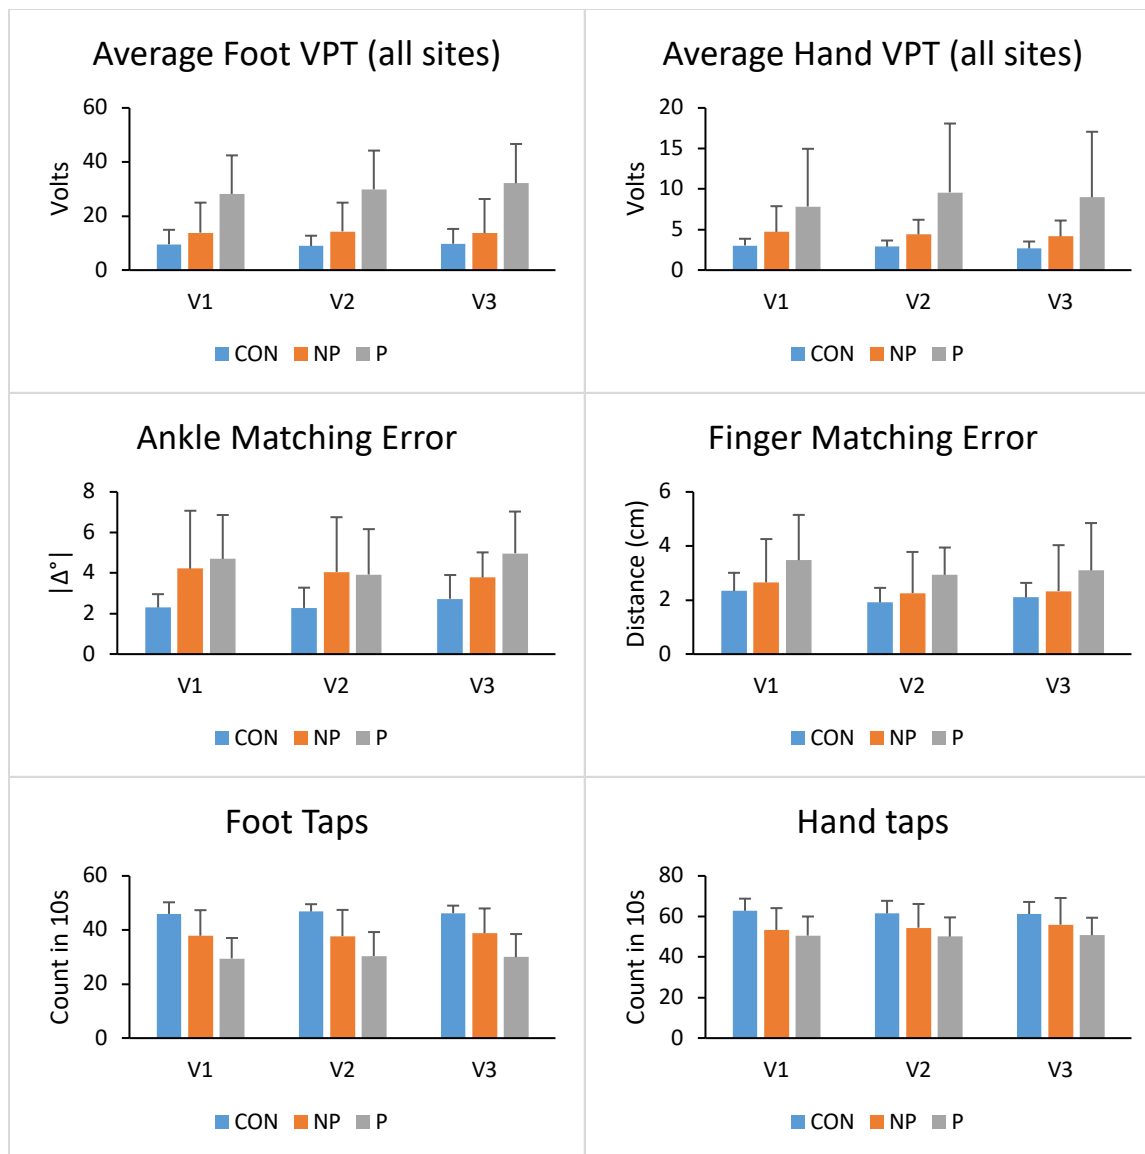 Average Foot VPT (all sites)
Volts
60
40
20
0
V1 V2 V3
CON NP P
Average Hand VPT (all sites)
Volts
20
15
10
5
0
V1 V2 V3
CON NP P
Ankle Matching Error
|Δ°|
8
6
4
2
0
V1 V2 V3
CON NP P
Finger Matching Error
Distance (cm)
6
4
2
0
V1 V2 V3
CON NP P
Foot Taps
Count in 10s
60
40
20
0
V1 V2 V3
CON NP P
Hand taps
Count in 10s
80
60
40
20
0
V1 V2 V3
CON NP P